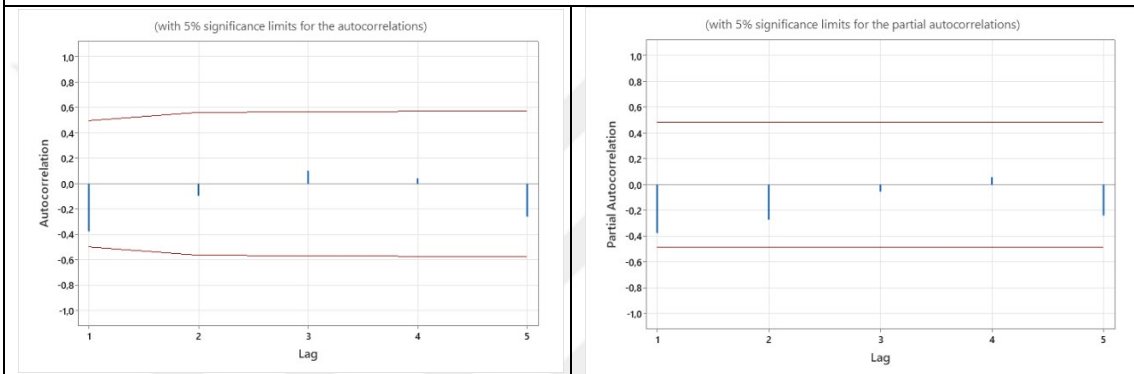 (with 5% significance limits for the autocorrelations)
1,0
0,8
0,6
0,4
0,2
0,0
-0,2
-0,4
-0,6
-0,8
-1,0
Autocorrelation
1 2 3 4 5
Lag
(with 5% significance limits for the partial autocorrelations)
1,0
0,8
0,6
0,4
0,2
0,0
-0,2
-0,4
-0,6
-0,8
-1,0
Partial Autocorrelation
1 2 3 4 5
Lag